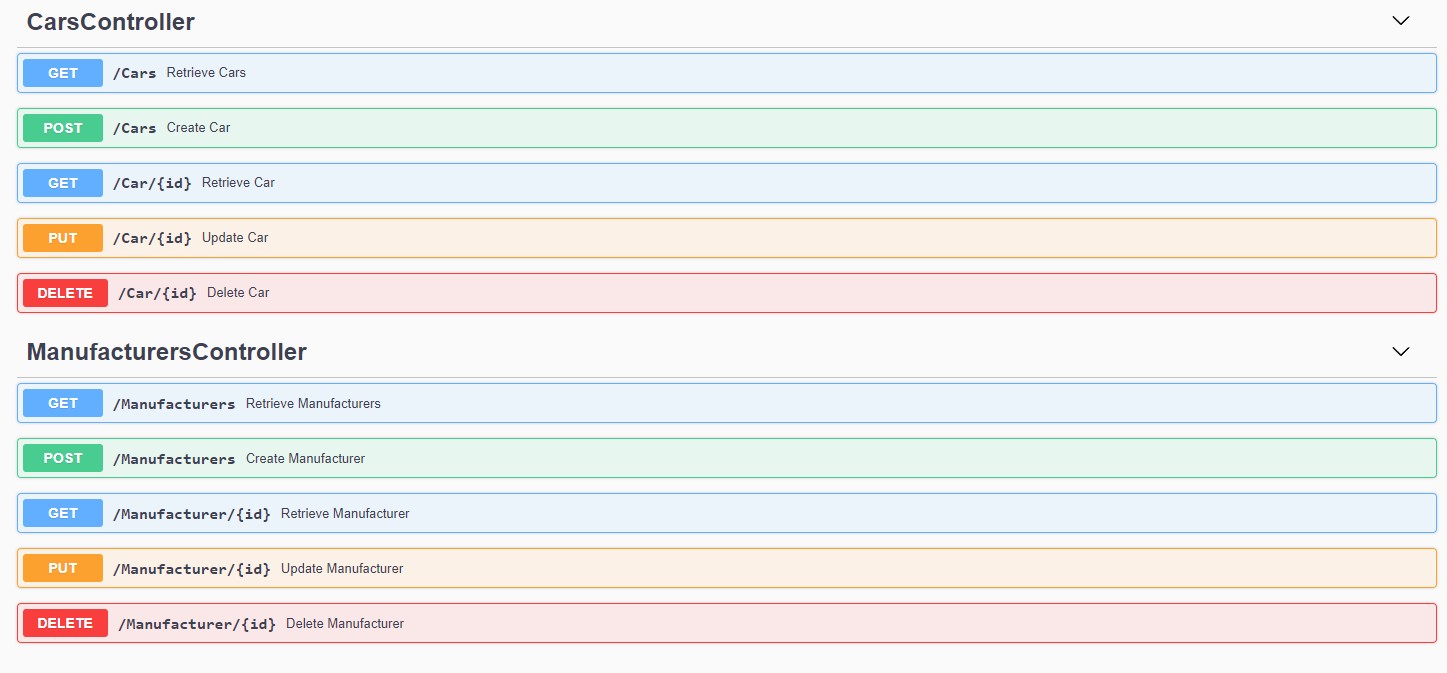 CarsController
GET /Cars Retrieve Cars
POST /Cars Create Car
GET /Car/{id} Retrieve Car
PUT /Car/{id} Update Car
DELETE /Car/{id} Delete Car
ManufacturersController
GET /Manufacturers Retrieve Manufacturers
POST /Manufacturers Create Manufacturer
GET /Manufacturer/{id} Retrieve Manufacturer
PUT /Manufacturer/{id} Update Manufacturer
DELETE /Manufacturer/{id} Delete Manufacturer